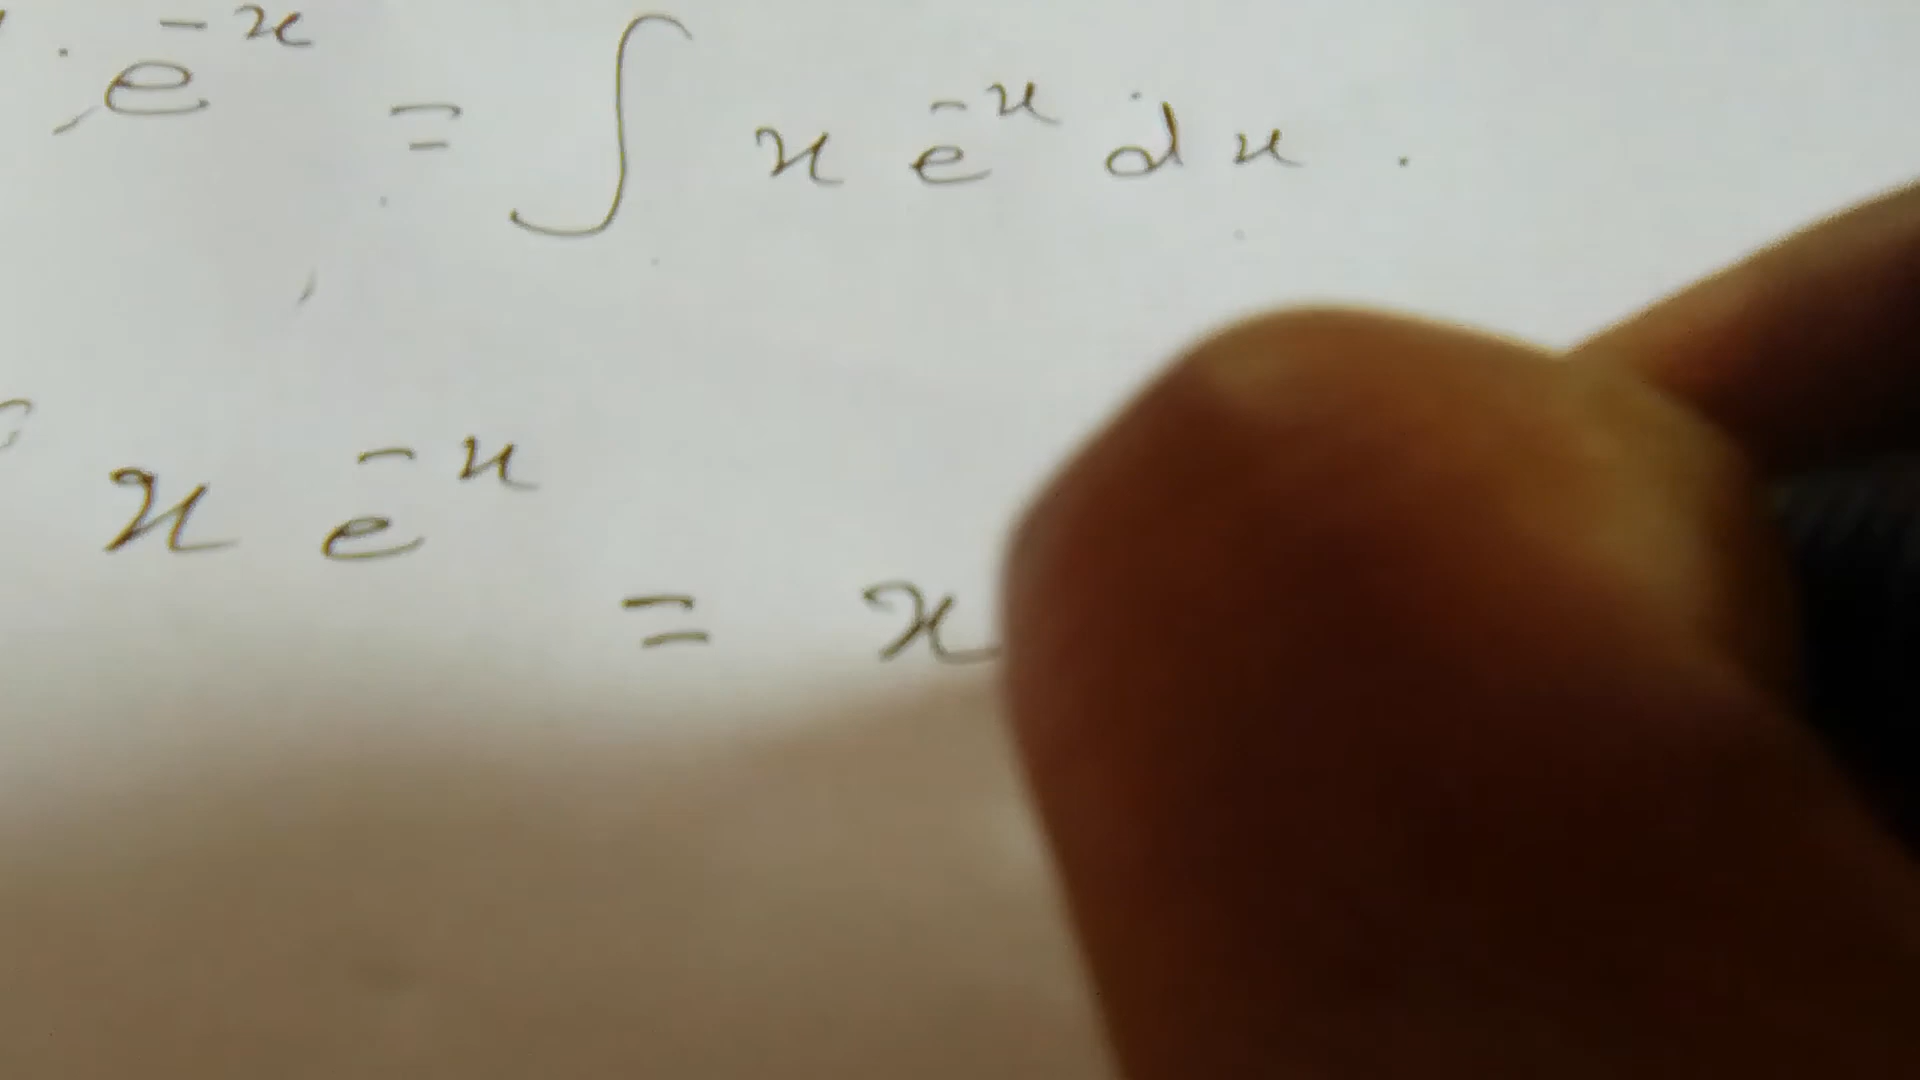 . e^{-x} = ∫ x e^{-x} dx .
x e^{-x}
= x